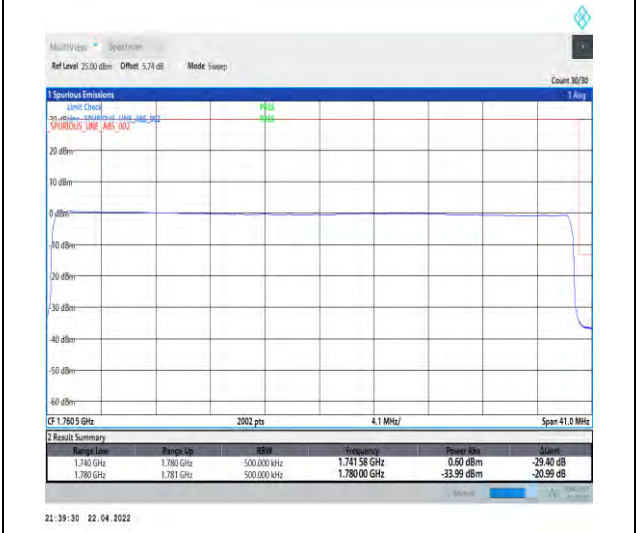 MultiView Spectrum
Ref Level 25.00 dBm Offset 5.74 dB Mode Sweep
Count 30/30
1 Spurious Emissions 1 Avg
Limit Check PASS
SPURIOUS_LINE_ABS_002 PASS
SPURIOUS_LINE_ABS_002
20 dBm
10 dBm
0 dBm
-10 dBm
-20 dBm
-30 dBm
-40 dBm
-50 dBm
-60 dBm
CF 1.760 5 GHz 2002 pts 4.1 MHz/ Span 41.0 MHz
2 Result Summary
Range Low Range Up RBW Frequency Power Abs ΔLimit
1.740 GHz 1.780 GHz 500.000 kHz 1.741 58 GHz 0.60 dBm -29.40 dB
1.780 GHz 1.781 GHz 500.000 kHz 1.780 00 GHz -33.99 dBm -20.99 dB
21:39:30 22.04.2022